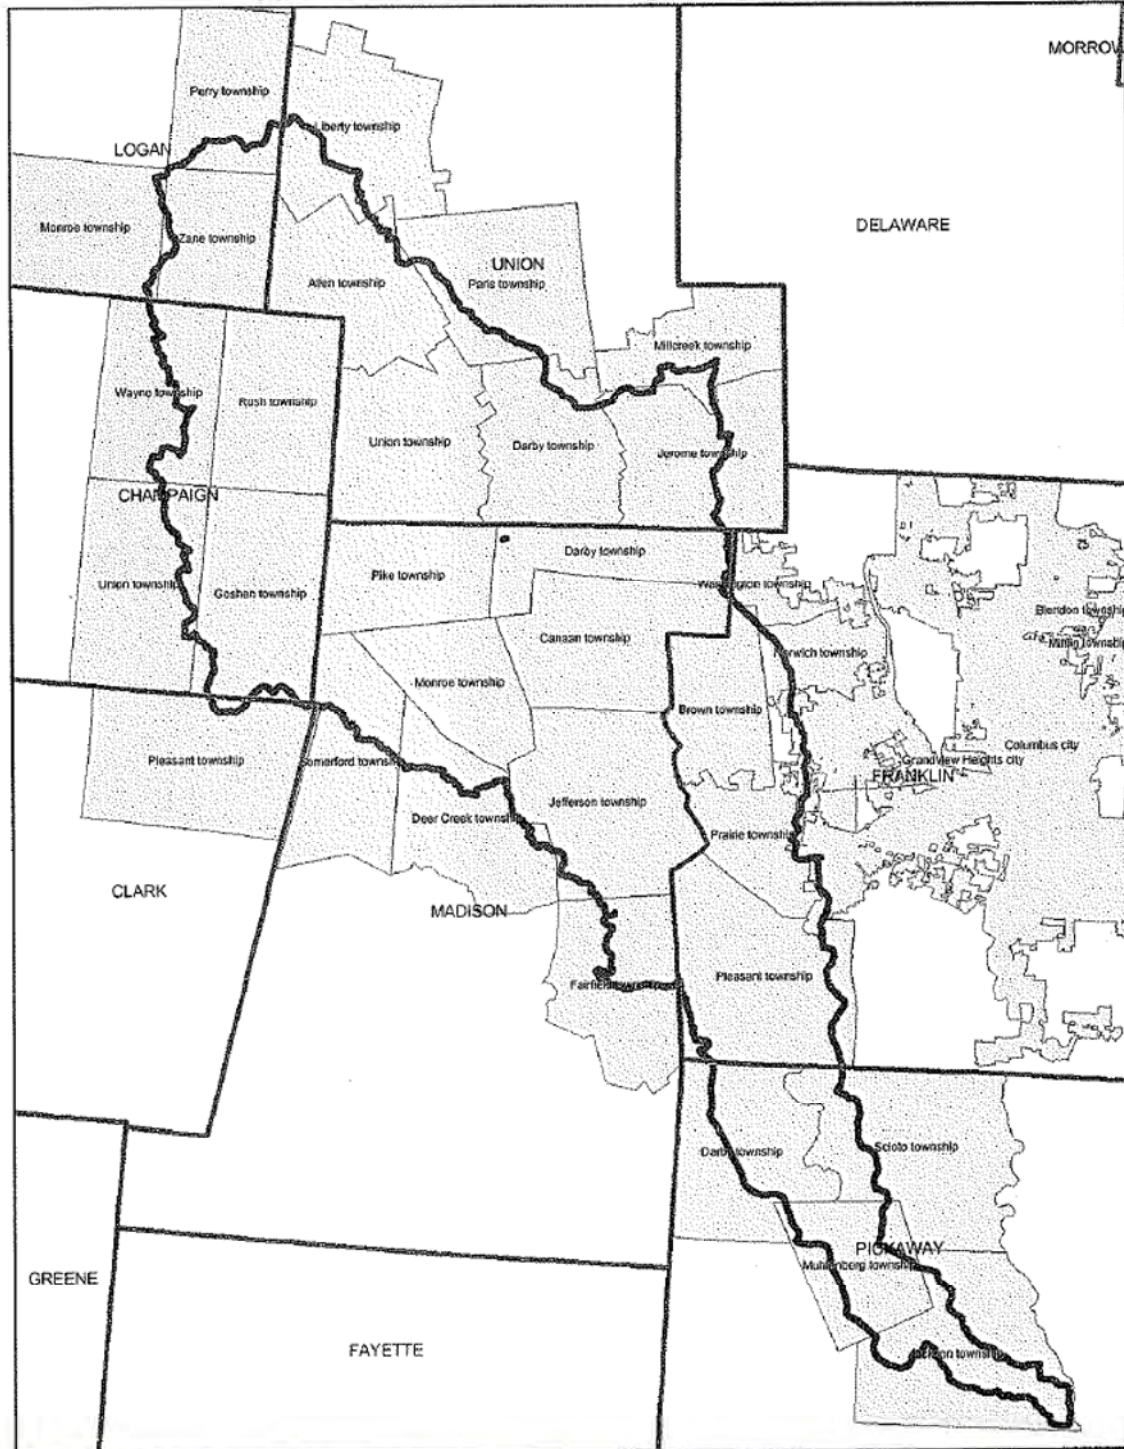 MORROW
Perry township
Liberty township
LOGAN
Monroe township
Zane township
DELAWARE
UNION
Allen township
Paris township
Millcreek township
Wayne township
Rush township
Union township
Darby township
Jerome township
CHAMPAIGN
Darby township
Pike township
Union township
Goshen township
Washington township
Blendon township
Canaan township
Mifflin township
Norwich township
Monroe township
Brown township
Columbus city
Pleasant township
Somerford township
Grandview Heights city
FRANKLIN
Jefferson township
Deer Creek township
Prairie township
CLARK
MADISON
Pleasant township
Fairfield township
Darby township
Scioto township
PICKAWAY
Muhlenberg township
GREENE
FAYETTE
Jackson township